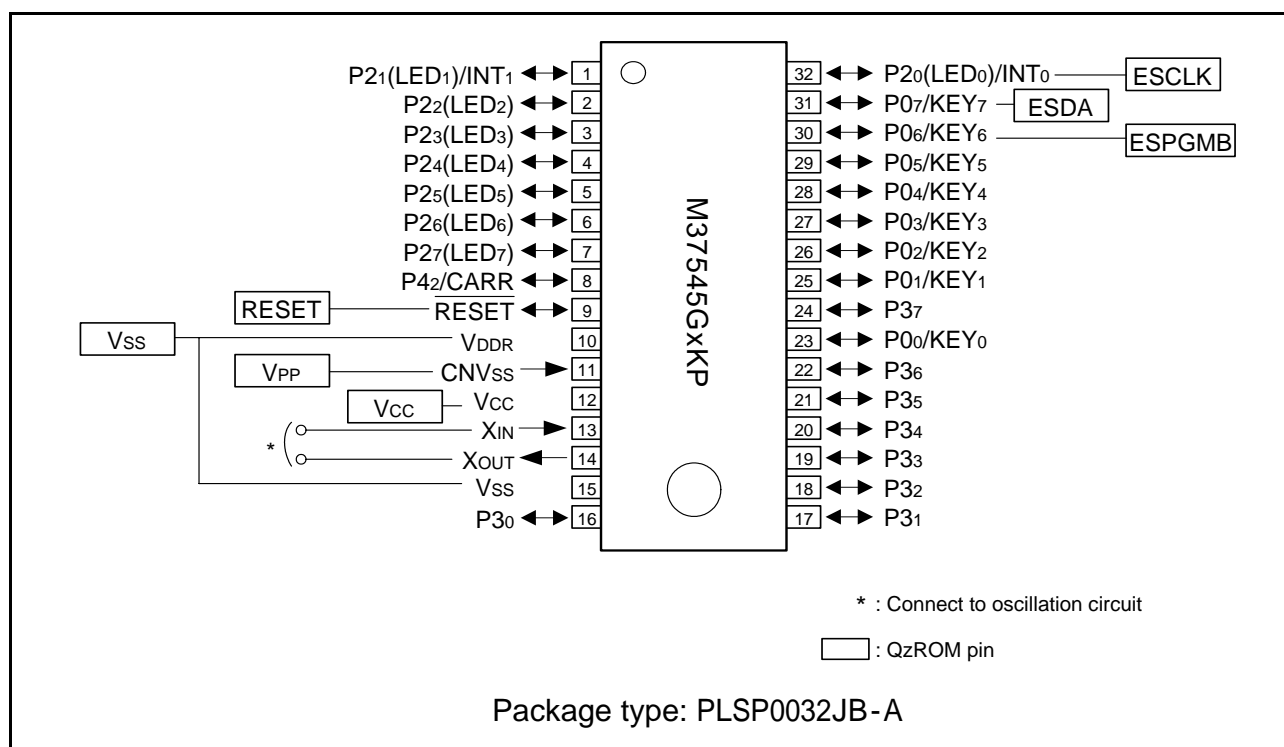 P21(LED1)/INT1 1 32 P20(LED0)/INT0 ESCLK
P22(LED2) 2 31 P07/KEY7 ESDA
P23(LED3) 3 30 P06/KEY6 ESPGMB
P24(LED4) 4 29 P05/KEY5
P25(LED5) 5 28 P04/KEY4
P26(LED6) 6 27 P03/KEY3
P27(LED7) 7 26 P02/KEY2
P42/CARR 8 25 P01/KEY1
RESET RESET 9 24 P37
VSS VDDR 10 23 P00/KEY0
VPP CNVSS 11 22 P36
VCC VCC 12 21 P35
XIN 13 20 P34
* XOUT 14 19 P33
VSS 15 18 P32
P30 16 17 P31
M37545GxKP
* : Connect to oscillation circuit
: QzROM pin
Package type: PLSP0032JB-A